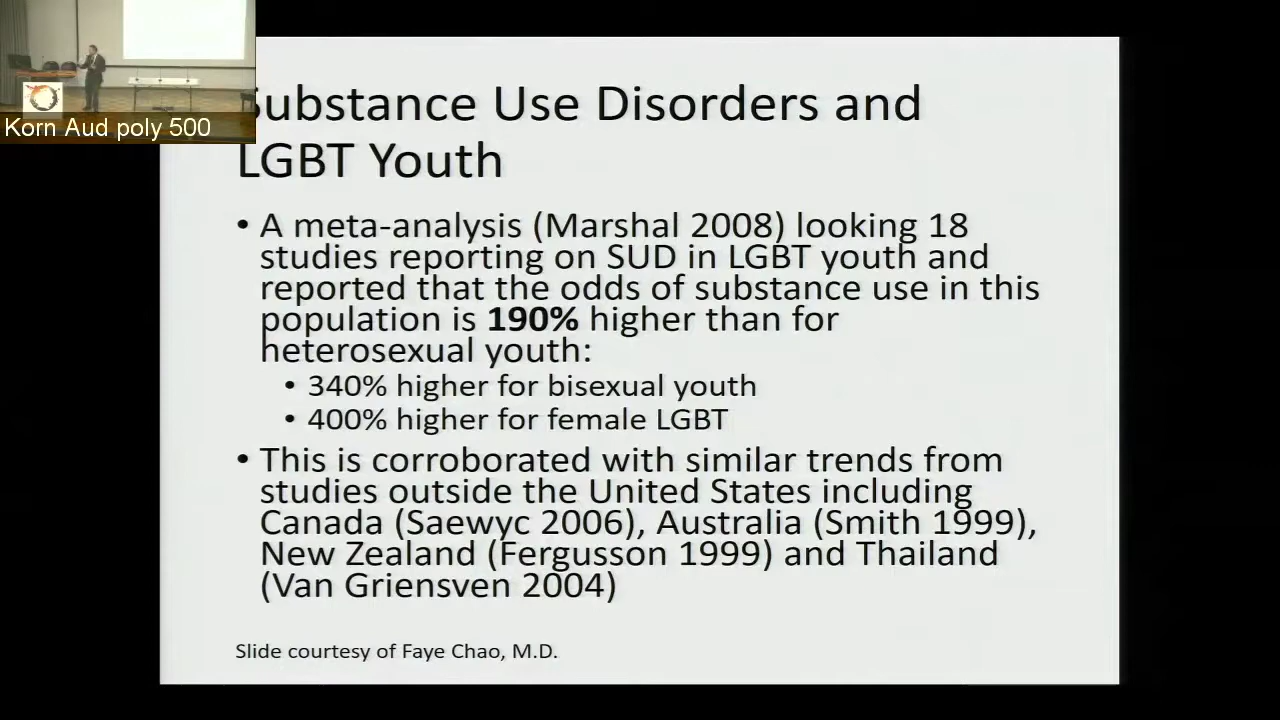 Korn Aud poly 500
Substance Use Disorders and
LGBT Youth
• A meta-analysis (Marshal 2008) looking 18
studies reporting on SUD in LGBT youth and
reported that the odds of substance use in this
population is 190% higher than for
heterosexual youth:
• 340% higher for bisexual youth
• 400% higher for female LGBT
• This is corroborated with similar trends from
studies outside the United States including
Canada (Saewyc 2006), Australia (Smith 1999),
New Zealand (Fergusson 1999) and Thailand
(Van Griensven 2004)
Slide courtesy of Faye Chao, M.D.